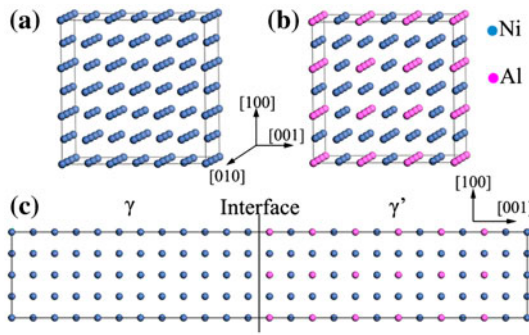 (a)
(b)
Ni
Al
[100]
[001]
[010]
[100]
(c)
γ
Interface
γ’
[001]